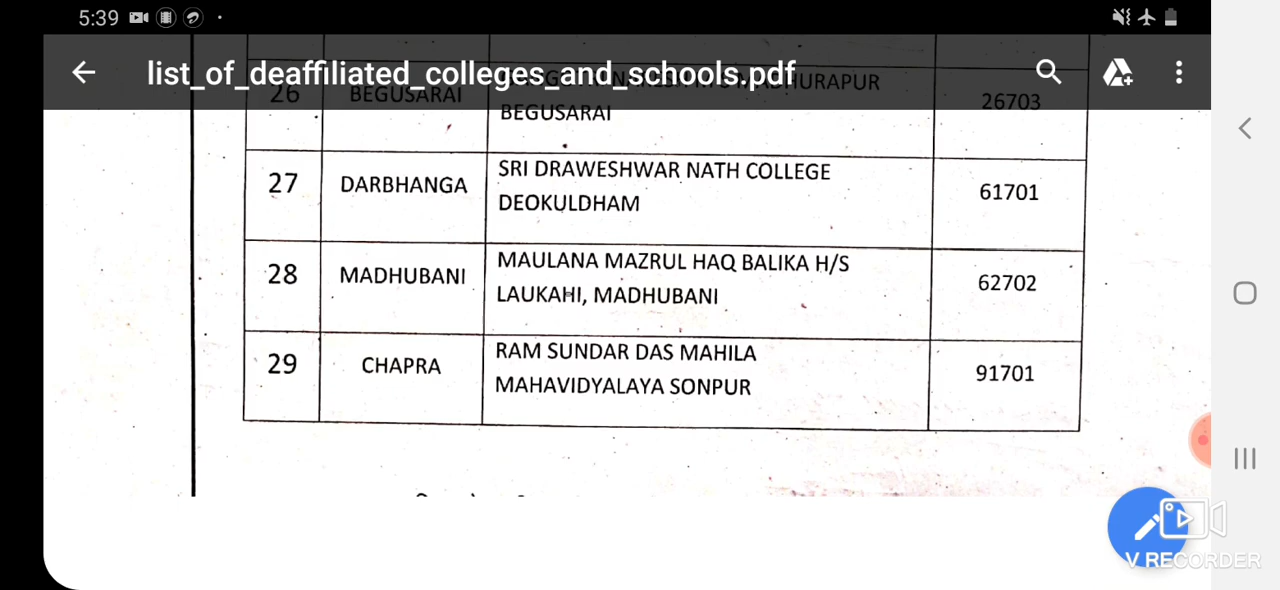 5:39
list_of_deaffiliated_colleges_and_schools.pdf
26 BEGUSARAI HURAPUR 26703
BEGUSARAI
27 DARBHANGA SRI DRAWESHWAR NATH COLLEGE 61701
DEOKULDHAM
28 MADHUBANI MAULANA MAZRUL HAQ BALIKA H/S 62702
LAUKAHI, MADHUBANI
29 CHAPRA RAM SUNDAR DAS MAHILA 91701
MAHAVIDYALAYA SONPUR
V RECORDER